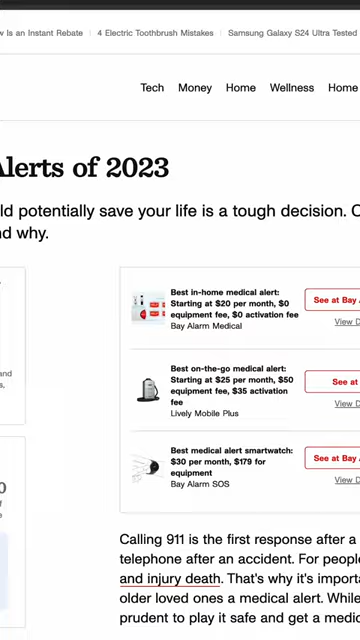 Is an Instant Rebate
4 Electric Toothbrush Mistakes
Samsung Galaxy S24 Ultra Tested
Tech
Money
Home
Wellness
Home
Alerts of 2023
potentially save your life is a tough decision.
why.
Best in-home medical alert:
Starting at $20 per month, $0
equipment fee, $0 activation fee
Bay Alarm Medical
See at Bay
View
Best on-the-go medical alert:
Starting at $25 per month, $50
equipment fee, $35 activation
fee
Lively Mobile Plus
See at
View
Best medical alert smartwatch:
$30 per month, $179 for
equipment
Bay Alarm SOS
See at Bay
View
Calling 911 is the first response after a
telephone after an accident. For people
and injury death. That's why it's
older loved ones a medical alert. While
prudent to play it safe and get a